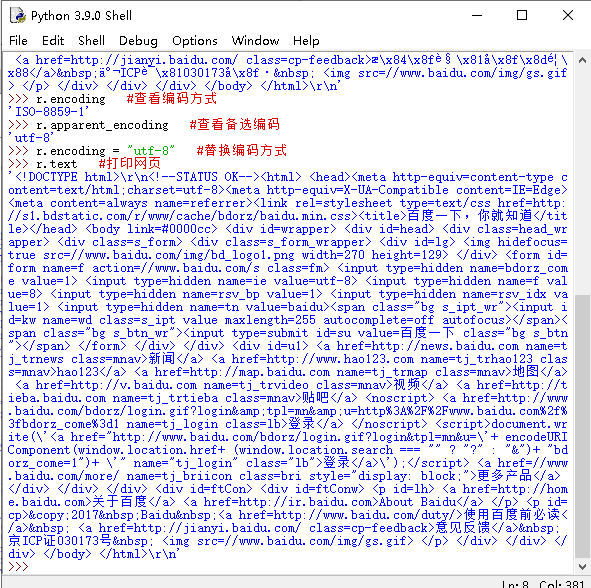 Python 3.9.0 Shell
File Edit Shell Debug Options Window Help
 <a href=http://jianyi.baidu.com/ class=cp-feedback>æ\x84\x8fè§\x81å\x8f\x8dé¦
\x88</a>&nbsp;äº¬ICPè¯\x81030173å\x8f·&nbsp; <img src=//www.baidu.com/img/gs.gif
> </p> </div> </div> </div> </body> </html>\r\n'
>>> r.encoding   #查看编码方式
'ISO-8859-1'
>>> r.apparent_encoding   #查看备选编码
'utf-8'
>>> r.encoding = "utf-8"   #替换编码方式
>>> r.text   #打印网页
'<!DOCTYPE html>\r\n<!--STATUS OK--><html> <head><meta http-equiv=content-type c
ontent=text/html;charset=utf-8><meta http-equiv=X-UA-Compatible content=IE=Edge>
<meta content=always name=referrer><link rel=stylesheet type=text/css href=http:
//s1.bdstatic.com/r/www/cache/bdorz/baidu.min.css><title>百度一下，你就知道</tit
le></head> <body link=#0000cc> <div id=wrapper> <div id=head> <div class=head_wr
apper> <div class=s_form> <div class=s_form_wrapper> <div id=lg> <img hidefocus=
true src=//www.baidu.com/img/bd_logo1.png width=270 height=129> </div> <form id=
form name=f action=//www.baidu.com/s class=fm> <input type=hidden name=bdorz_com
e value=1> <input type=hidden name=ie value=utf-8> <input type=hidden name=f val
ue=8> <input type=hidden name=rsv_bp value=1> <input type=hidden name=rsv_idx va
lue=1> <input type=hidden name=tn value=baidu><span class="bg s_ipt_wr"><input i
d=kw name=wd class=s_ipt value maxlength=255 autocomplete=off autofocus></span><
span class="bg s_btn_wr"><input type=submit id=su value=百度一下 class="bg s_btn
"></span> </form> </div> </div> <div id=u1> <a href=http://news.baidu.com name=t
j_trnews class=mnav>新闻</a> <a href=http://www.hao123.com name=tj_trhao123 clas
s=mnav>hao123</a> <a href=http://map.baidu.com name=tj_trmap class=mnav>地图</a>
 <a href=http://v.baidu.com name=tj_trvideo class=mnav>视频</a> <a href=http://t
ieba.baidu.com name=tj_trtieba class=mnav>贴吧</a> <noscript> <a href=http://www
.baidu.com/bdorz/login.gif?login&amp;tpl=mn&amp;u=http%3A%2F%2Fwww.baidu.com%2f%
3fbdorz_come%3d1 name=tj_login class=lb>登录</a> </noscript> <script>document.wr
ite(\'<a href="http://www.baidu.com/bdorz/login.gif?login&tpl=mn&u=\'+ encodeURI
Component(window.location.href+ (window.location.search === "" ? "?" : "&")+ "bd
orz_come=1")+ \'" name="tj_login" class="lb">登录</a>\');</script> <a href=//www
.baidu.com/more/ name=tj_briicon class=bri style="display: block;">更多产品</a>
</div> </div> </div> <div id=ftCon> <div id=ftConw> <p id=lh> <a href=http://hom
e.baidu.com>关于百度</a> <a href=http://ir.baidu.com>About Baidu</a> </p> <p id=
cp>&copy;2017&nbsp;Baidu&nbsp;<a href=http://www.baidu.com/duty/>使用百度前必读<
/a>&nbsp; <a href=http://jianyi.baidu.com/ class=cp-feedback>意见反馈</a>&nbsp;
京ICP证030173号&nbsp; <img src=//www.baidu.com/img/gs.gif> </p> </div> </div> </
div> </body> </html>\r\n'
>>>
Ln: 8 Col: 381